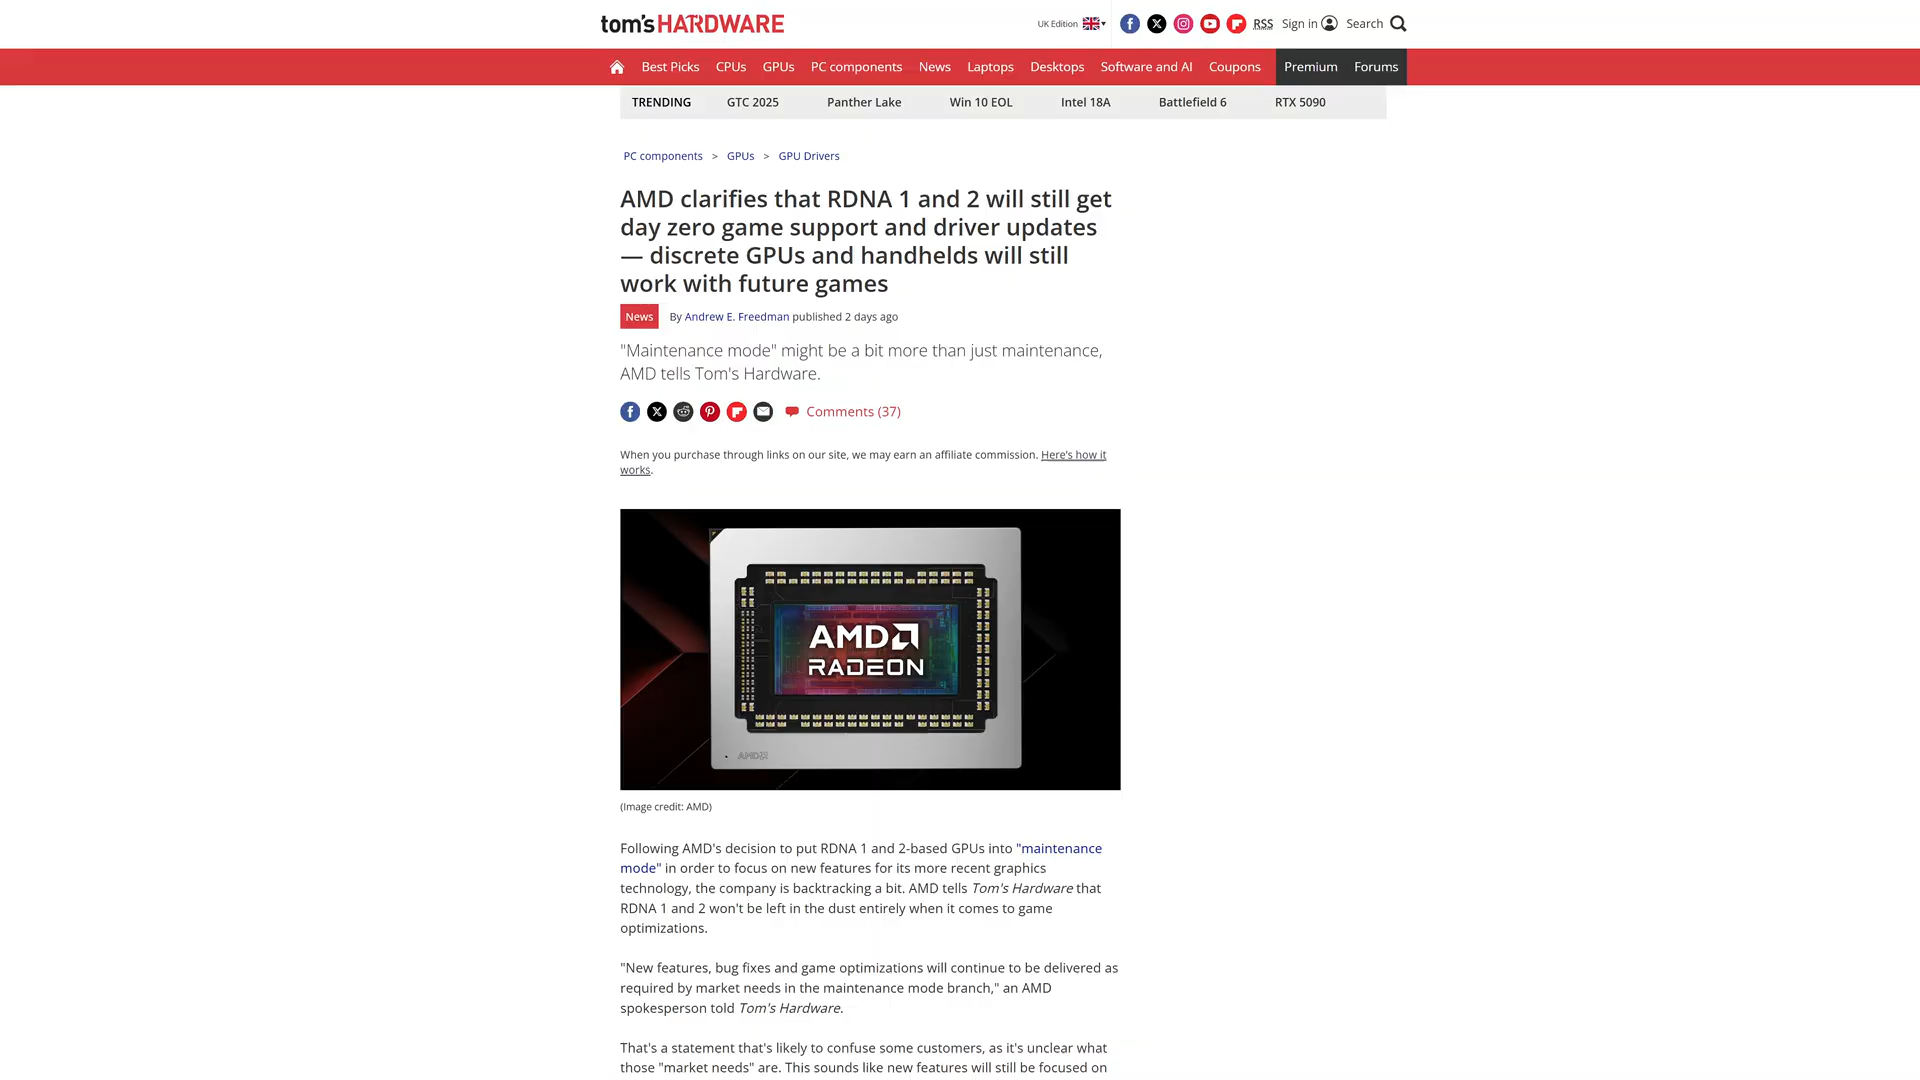 tom's HARDWARE
UK Edition
RSS
Sign in
Search
Best Picks
CPUs
GPUs
PC components
News
Laptops
Desktops
Software and AI
Coupons
Premium
Forums
TRENDING
GTC 2025
Panther Lake
Win 10 EOL
Intel 18A
Battlefield 6
RTX 5090
PC components > GPUs > GPU Drivers
AMD clarifies that RDNA 1 and 2 will still get
day zero game support and driver updates
— discrete GPUs and handhelds will still
work with future games
News
By Andrew E. Freedman published 2 days ago
"Maintenance mode" might be a bit more than just maintenance,
AMD tells Tom's Hardware.
Comments (37)
When you purchase through links on our site, we may earn an affiliate commission. Here's how it
works.
AMD
RADEON
AMD
(Image credit: AMD)
Following AMD's decision to put RDNA 1 and 2-based GPUs into "maintenance
mode" in order to focus on new features for its more recent graphics
technology, the company is backtracking a bit. AMD tells Tom's Hardware that
RDNA 1 and 2 won't be left in the dust entirely when it comes to game
optimizations.
"New features, bug fixes and game optimizations will continue to be delivered as
required by market needs in the maintenance mode branch," an AMD
spokesperson told Tom's Hardware.
That's a statement that's likely to confuse some customers, as it's unclear what
those "market needs" are. This sounds like new features will still be focused on